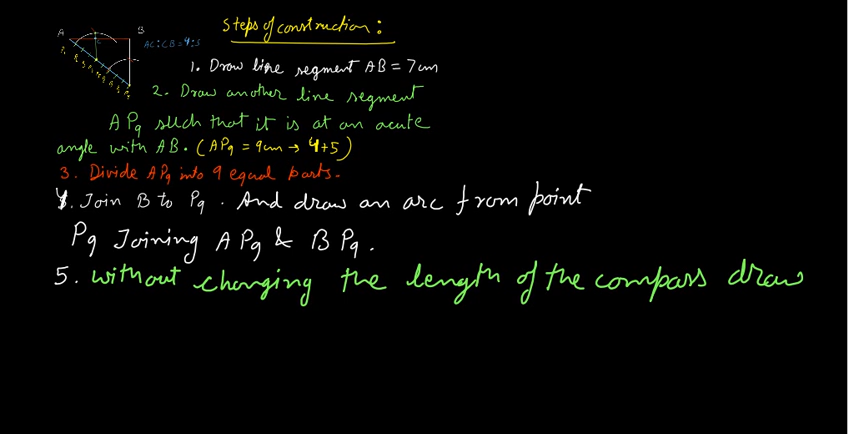 Steps of construction:
A B
AC:CB=4:5
C
1. Draw line segment AB = 7cm
2. Draw another line segment
AP9 such that it is at an acute
angle with AB. (AP9 = 9cm → 4+5)
3. Divide AP9 into 9 equal parts.
4. Join B to P9. And draw an arc from point
P9 Joining AP9 & BP9.
5. without changing the length of the compass draw